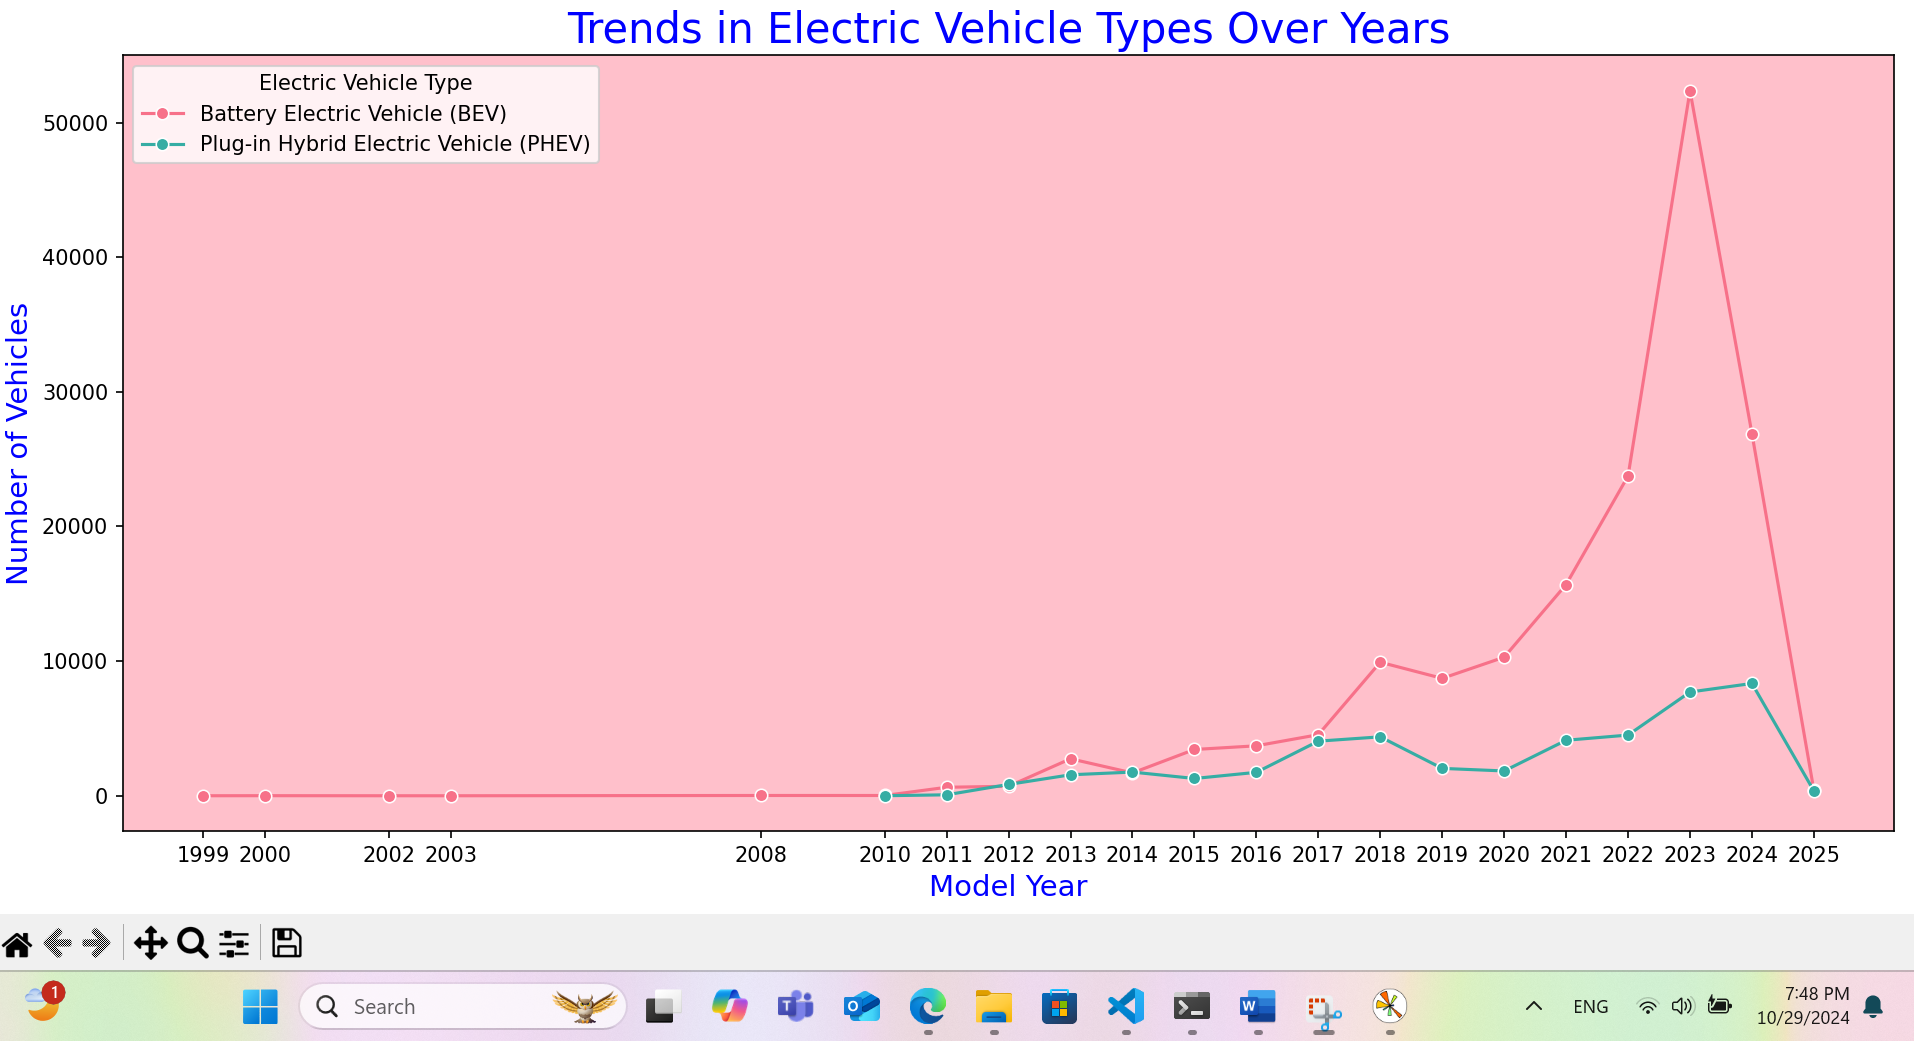 Trends in Electric Vehicle Types Over Years
Electric Vehicle Type
Battery Electric Vehicle (BEV)
Plug-in Hybrid Electric Vehicle (PHEV)
Number of Vehicles
50000
40000
30000
20000
10000
0
1999 2000 2002 2003 2008 2010 2011 2012 2013 2014 2015 2016 2017 2018 2019 2020 2021 2022 2023 2024 2025
Model Year
1
Search
T
O
W
ENG
7:48 PM
10/29/2024